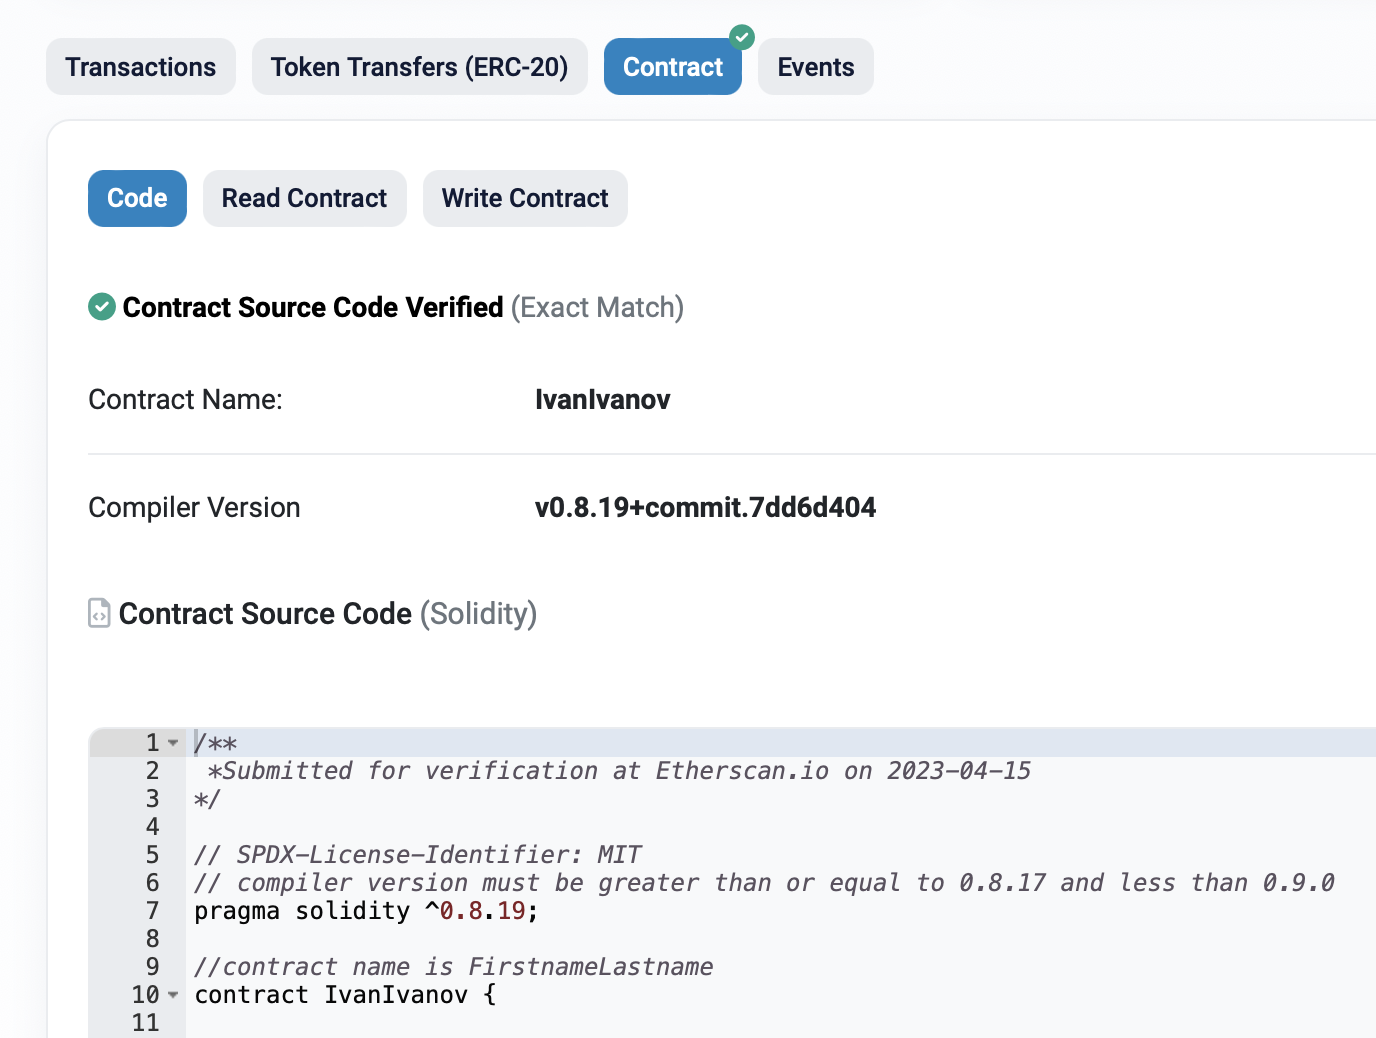 Transactions Token Transfers (ERC-20) Contract Events
Code Read Contract Write Contract
Contract Source Code Verified (Exact Match)
Contract Name: IvanIvanov
Compiler Version v0.8.19+commit.7dd6d404
Contract Source Code (Solidity)
1 /**
2 *Submitted for verification at Etherscan.io on 2023-04-15
3 */
4
5 // SPDX-License-Identifier: MIT
6 // compiler version must be greater than or equal to 0.8.17 and less than 0.9.0
7 pragma solidity ^0.8.19;
8
9 //contract name is FirstnameLastname
10 contract IvanIvanov {
11